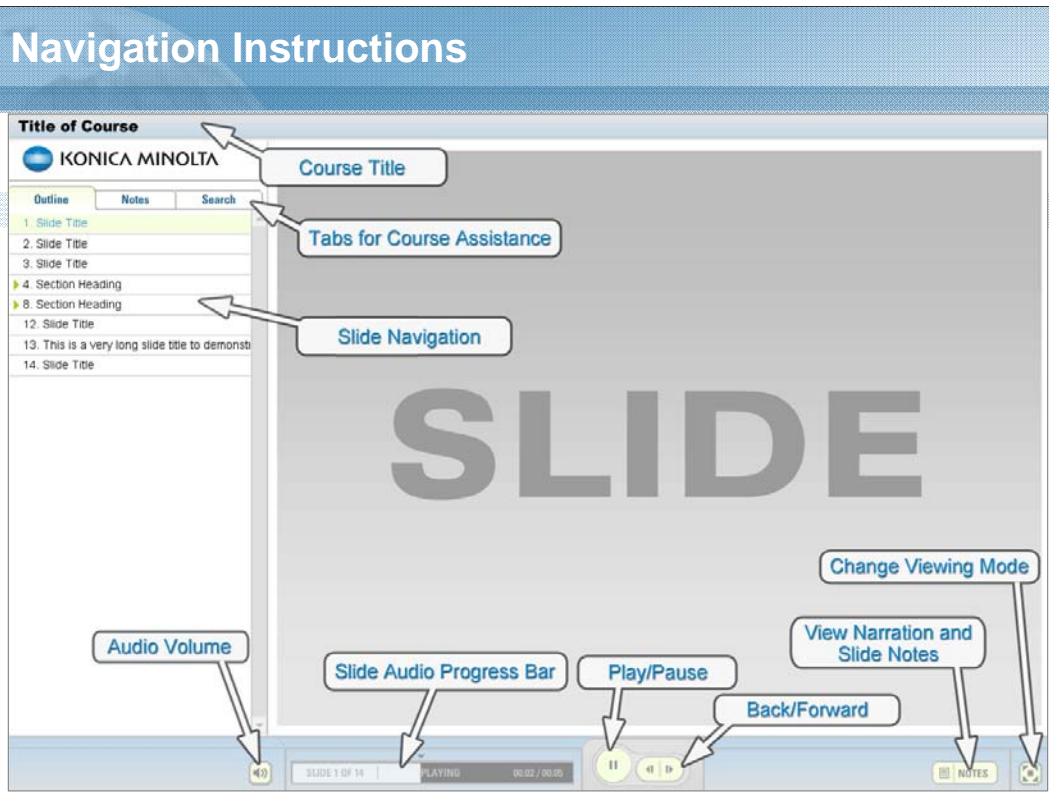 Navigation Instructions
Title of Course
KONICA MINOLTA
Course Title
Outline Notes Search
Tabs for Course Assistance
1. Slide Title
2. Slide Title
3. Slide Title
4. Section Heading
8. Section Heading
Slide Navigation
12. Slide Title
13. This is a very long slide title to demonst
14. Slide Title
SLIDE
Change Viewing Mode
View Narration and
Slide Notes
Audio Volume
Slide Audio Progress Bar
Play/Pause
Back/Forward
SLIDE 1 OF 14 PLAYING 00.02 / 00.05
NOTES